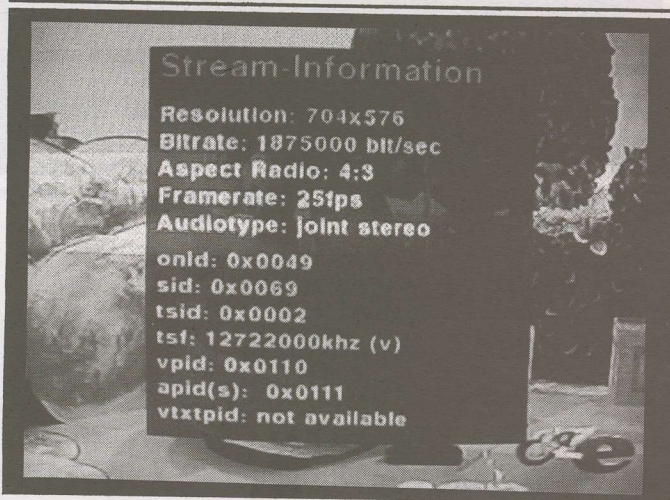 Stream-Information
Resolution: 704x576
Bitrate: 1875000 bit/sec
Aspect Radio: 4:3
Framerate: 25fps
Audiotype: joint stereo
onid: 0x0049
sid: 0x0069
tsid: 0x0002
tsf: 12722000khz (v)
vpid: 0x0110
apid(s): 0x0111
vtxtpid: not available